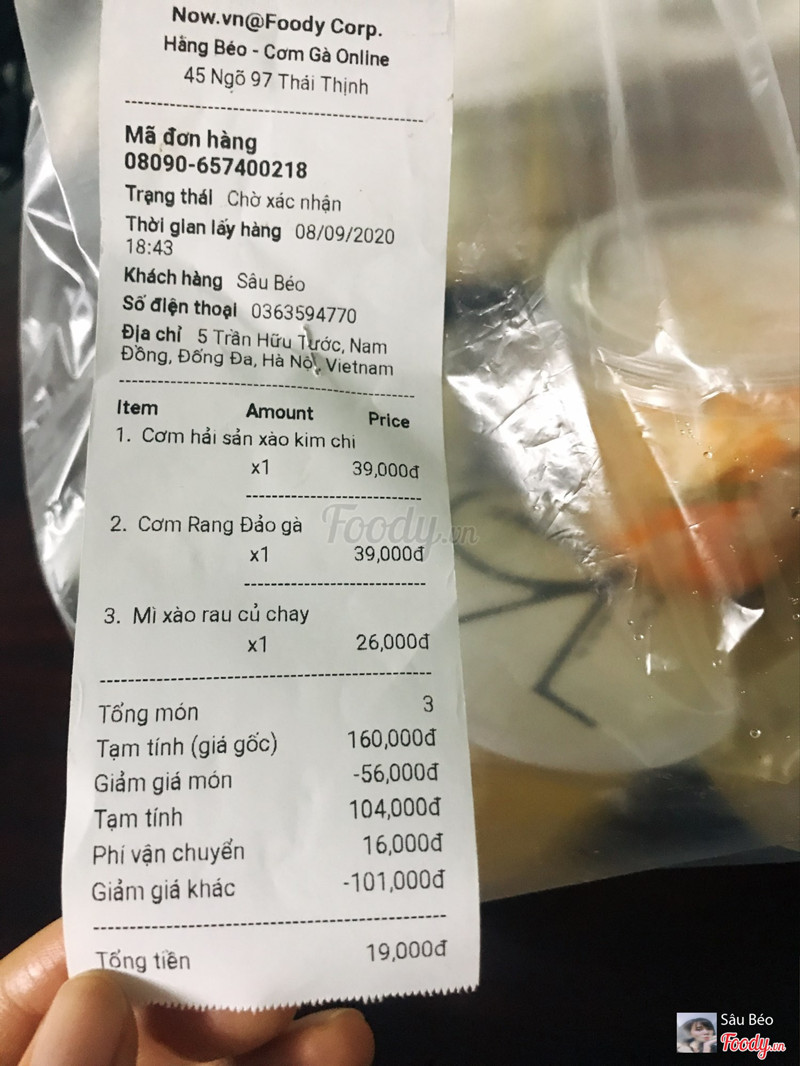 Now.vn@Foody Corp.
Hằng Béo - Cơm Gà Online
45 Ngõ 97 Thái Thịnh
Mã đơn hàng
08090-657400218
Trạng thái Chờ xác nhận
Thời gian lấy hàng 08/09/2020
18:43
Khách hàng Sâu Béo
Số điện thoại 0363594770
Địa chỉ 5 Trần Hữu Tước, Nam
Đồng, Đống Đa, Hà Nội, Vietnam
Item Amount Price
1. Cơm hải sản xào kim chi
x1 39,000đ
2. Cơm Rang Đảo gà
x1 39,000đ
3. Mì xào rau củ chay
x1 26,000đ
Tổng món 3
Tạm tính (giá gốc) 160,000đ
Giảm giá món -56,000đ
Tạm tính 104,000đ
Phí vận chuyển 16,000đ
Giảm giá khác -101,000đ
Tổng tiền 19,000đ
Foody.vn
Sâu Béo
Foody.vn